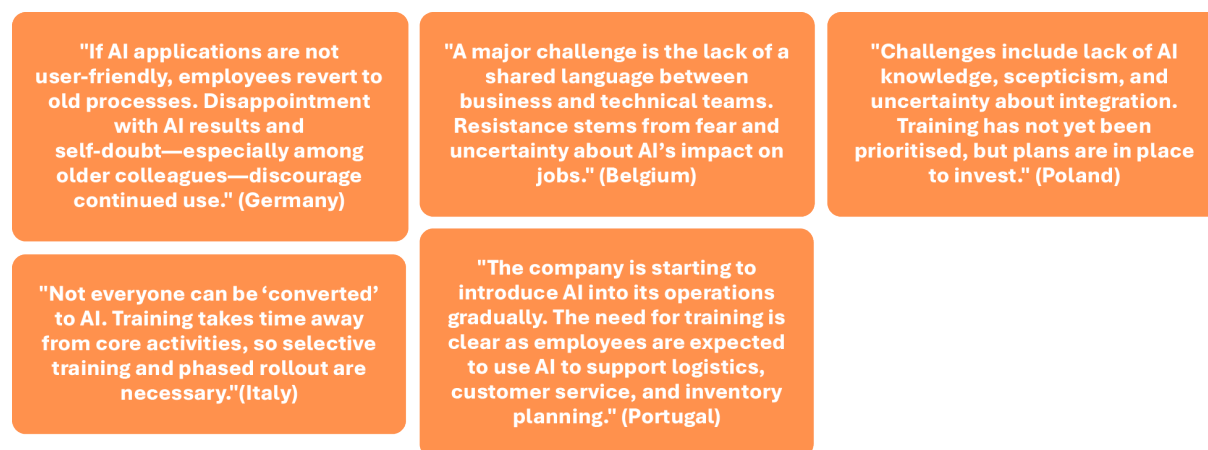 "If AI applications are not
user-friendly, employees revert to
old processes. Disappointment
with AI results and
self-doubt—especially among
older colleagues—discourage
continued use." (Germany)
"A major challenge is the lack of a
shared language between
business and technical teams.
Resistance stems from fear and
uncertainty about AI’s impact on
jobs." (Belgium)
"Challenges include lack of AI
knowledge, scepticism, and
uncertainty about integration.
Training has not yet been
prioritised, but plans are in place
to invest." (Poland)
"Not everyone can be ‘converted’
to AI. Training takes time away
from core activities, so selective
training and phased rollout are
necessary."(Italy)
"The company is starting to
introduce AI into its operations
gradually. The need for training is
clear as employees are expected
to use AI to support logistics,
customer service, and inventory
planning." (Portugal)